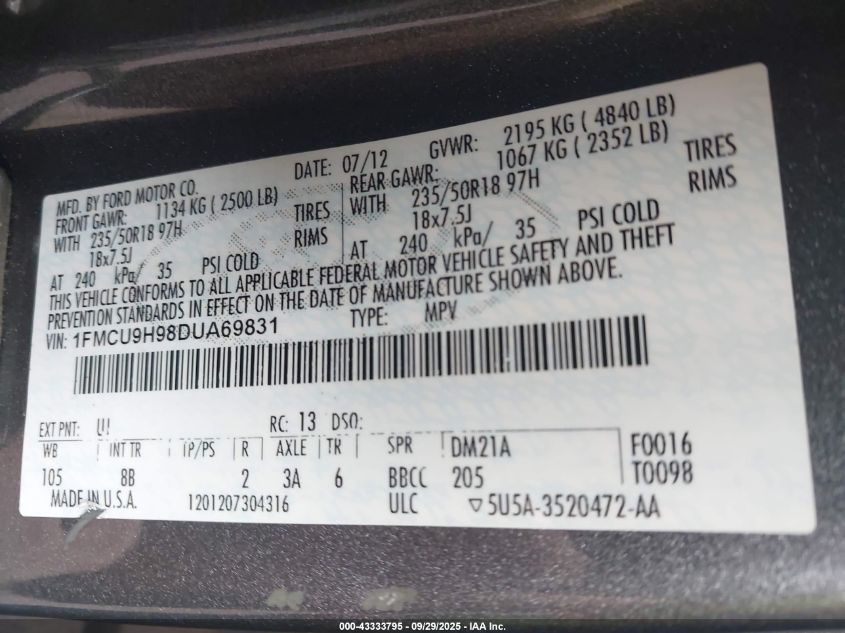 MFD. BY FORD MOTOR CO. DATE: 07/12 GVWR: 2195 KG ( 4840 LB)
FRONT GAWR: 1134 KG ( 2500 LB) REAR GAWR: 1067 KG ( 2352 LB)
WITH 235/50R18 97H TIRES WITH 235/50R18 97H TIRES
18x7.5J RIMS 18x7.5J RIMS
AT 240 kPa/ 35 PSI COLD AT 240 kPa/ 35 PSI COLD
THIS VEHICLE CONFORMS TO ALL APPLICABLE FEDERAL MOTOR VEHICLE SAFETY AND THEFT
PREVENTION STANDARDS IN EFFECT ON THE DATE OF MANUFACTURE SHOWN ABOVE.
VIN: 1FMCU9H98DUA69831 TYPE: MPV
EXT PNT: RC: 13 DSO:
WB INT TR TP/PS R AXLE TR SPR DM21A F0016
105 8B 2 3A 6 BBCC 205 T0098
MADE IN U.S.A. 1201207304316 ULC 5U5A-3520472-AA
000-43333795 - 09/29/2025 - IAA Inc.